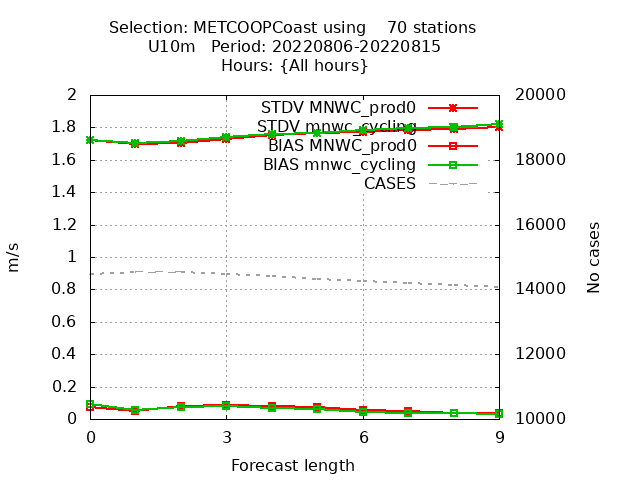 Selection: METCOOPCoast using    70 stations
U10m   Period: 20220806-20220815
Hours: {All hours}
2
1.8
1.6
1.4
1.2
1
0.8
0.6
0.4
0.2
0
20000
18000
16000
14000
12000
10000
STDV MNWC_prod0
STDV mnwc_cycling
BIAS MNWC_prod0
BIAS mnwc_cycling
CASES
m/s
No cases
0 3 6 9
Forecast length